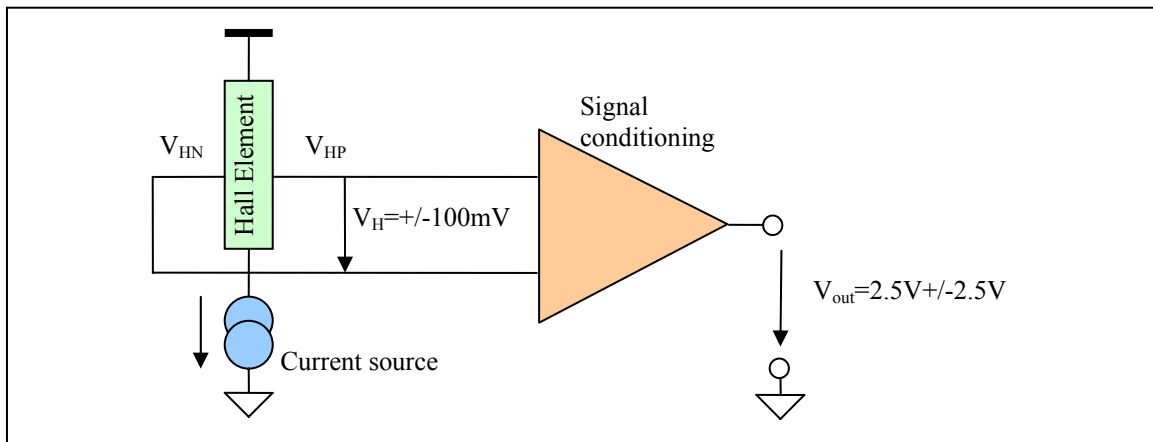 Signal
conditioning
V_HN
Hall Element
V_HP
V_H=+/-100mV
V_out=2.5V+/-2.5V
Current source